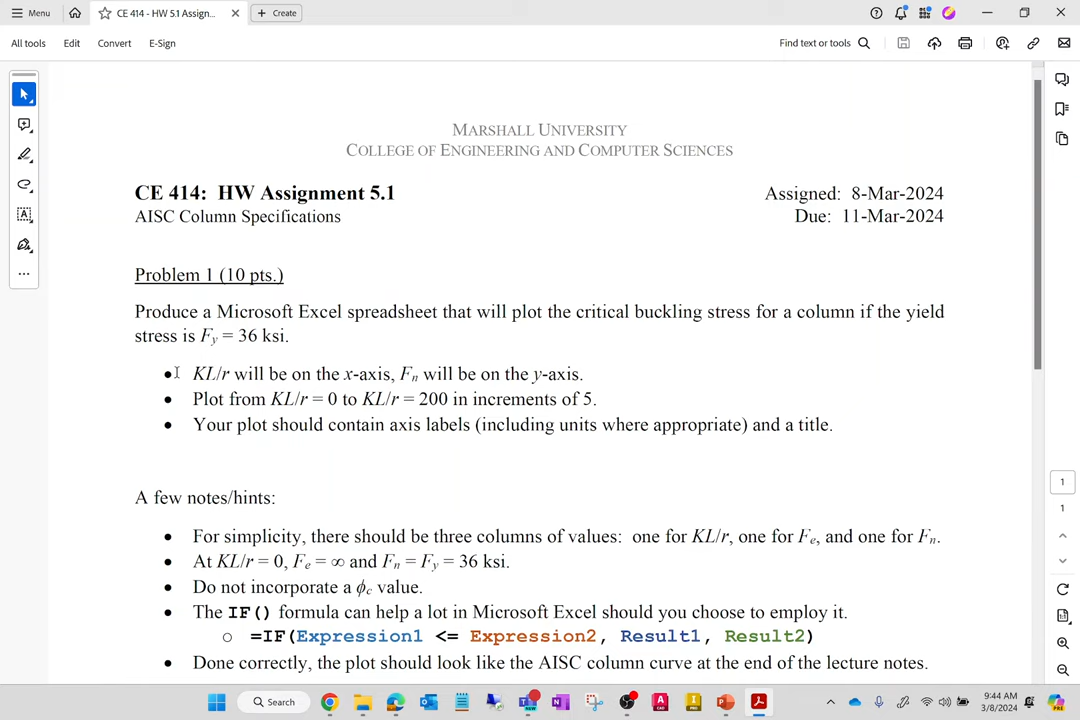 Menu
CE 414 - HW 5.1 Assign...
Create
All tools
Edit
Convert
E-Sign
Find text or tools
MARSHALL UNIVERSITY
COLLEGE OF ENGINEERING AND COMPUTER SCIENCES
CE 414: HW Assignment 5.1
Assigned: 8-Mar-2024
AISC Column Specifications
Due: 11-Mar-2024
Problem 1 (10 pts.)
Produce a Microsoft Excel spreadsheet that will plot the critical buckling stress for a column if the yield
stress is Fy = 36 ksi.
• KL/r will be on the x-axis, Fn will be on the y-axis.
• Plot from KL/r = 0 to KL/r = 200 in increments of 5.
• Your plot should contain axis labels (including units where appropriate) and a title.
A few notes/hints:
• For simplicity, there should be three columns of values: one for KL/r, one for Fe, and one for Fn.
• At KL/r = 0, Fe = ∞ and Fn = Fy = 36 ksi.
• Do not incorporate a ϕc value.
• The IF() formula can help a lot in Microsoft Excel should you choose to employ it.
o =IF(Expression1 <= Expression2, Result1, Result2)
• Done correctly, the plot should look like the AISC column curve at the end of the lecture notes.
1
1
Search
9:44 AM
3/8/2024